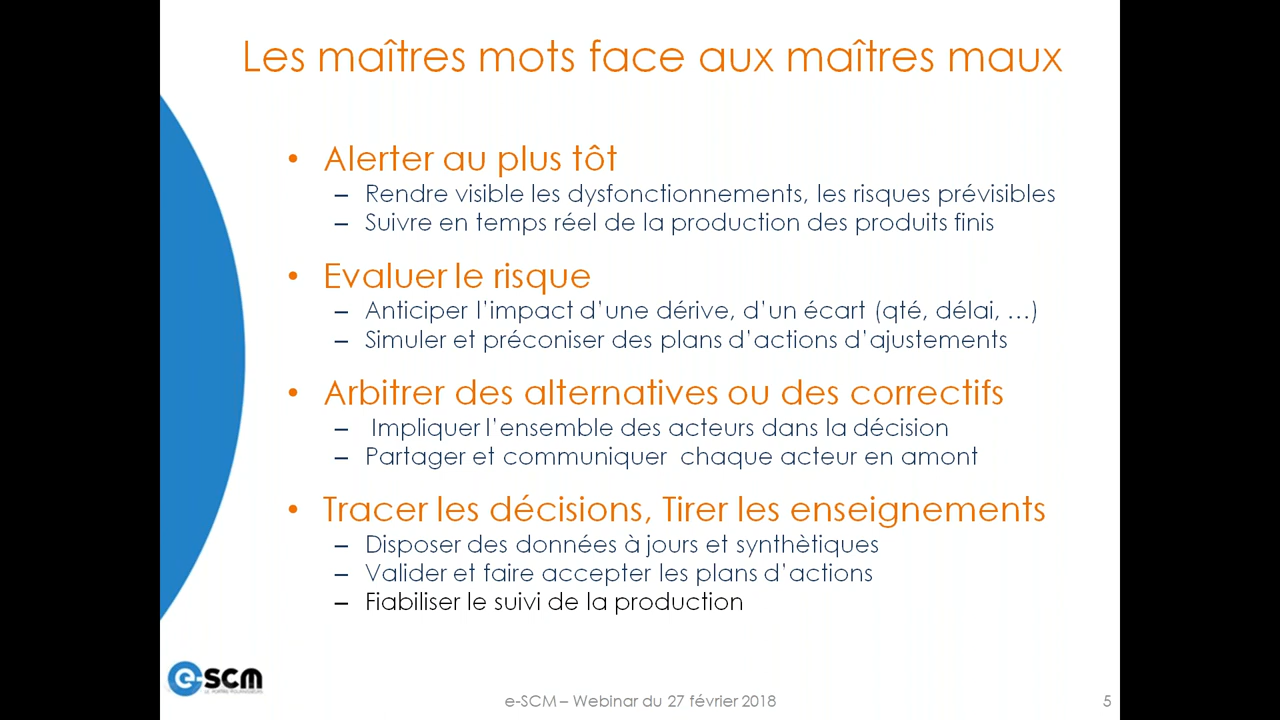 Les maîtres mots face aux maîtres maux
• Alerter au plus tôt
– Rendre visible les dysfonctionnements, les risques prévisibles
– Suivre en temps réel de la production des produits finis
• Evaluer le risque
– Anticiper l'impact d'une dérive, d'un écart (qté, délai, …)
– Simuler et préconiser des plans d'actions d'ajustements
• Arbitrer des alternatives ou des correctifs
– Impliquer l'ensemble des acteurs dans la décision
– Partager et communiquer chaque acteur en amont
• Tracer les décisions, Tirer les enseignements
– Disposer des données à jours et synthètiques
– Valider et faire accepter les plans d'actions
– Fiabiliser le suivi de la production
e-scm
e-SCM – Webinar du 27 février 2018
5